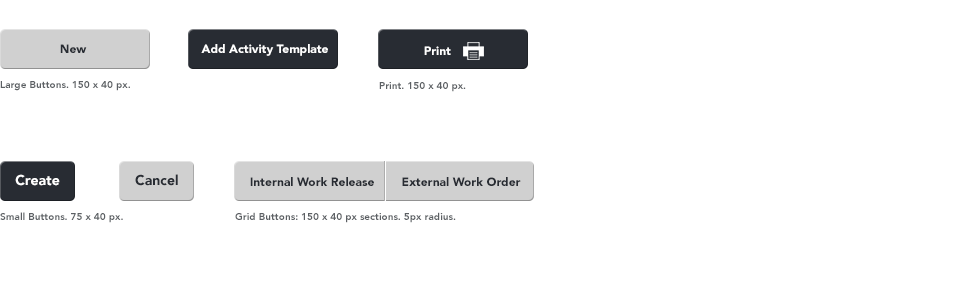 New
Add Activity Template
Print
Large Buttons. 150 x 40 px.
Print. 150 x 40 px.
Create
Cancel
Internal Work Release
External Work Order
Small Buttons. 75 x 40 px.
Grid Buttons: 150 x 40 px sections. 5px radius.